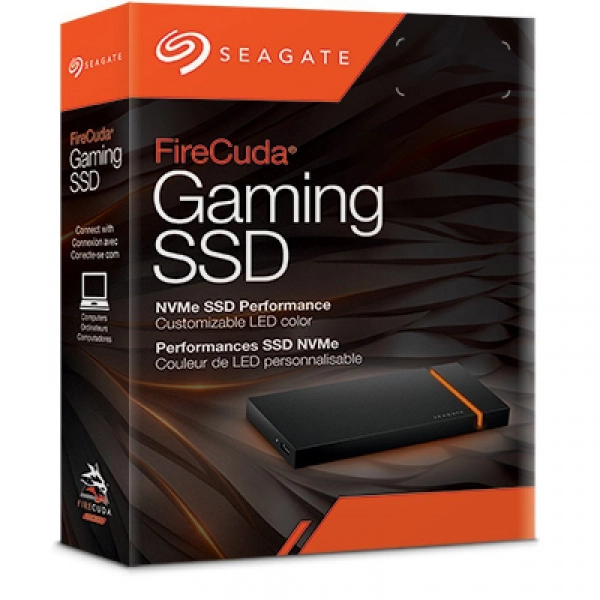 SEAGATE
FireCuda®
Gaming
SSD
NVMe SSD Performance
Customizable LED color
Performances SSD NVMe
Couleur de LED personnalisable
SEAGATE
SEAGATE
FireCuda®
Gaming
SSD
Connect with
Connexion avec
Conecte-se com
Computers
Ordinateurs
Computadores
FIRECUDA